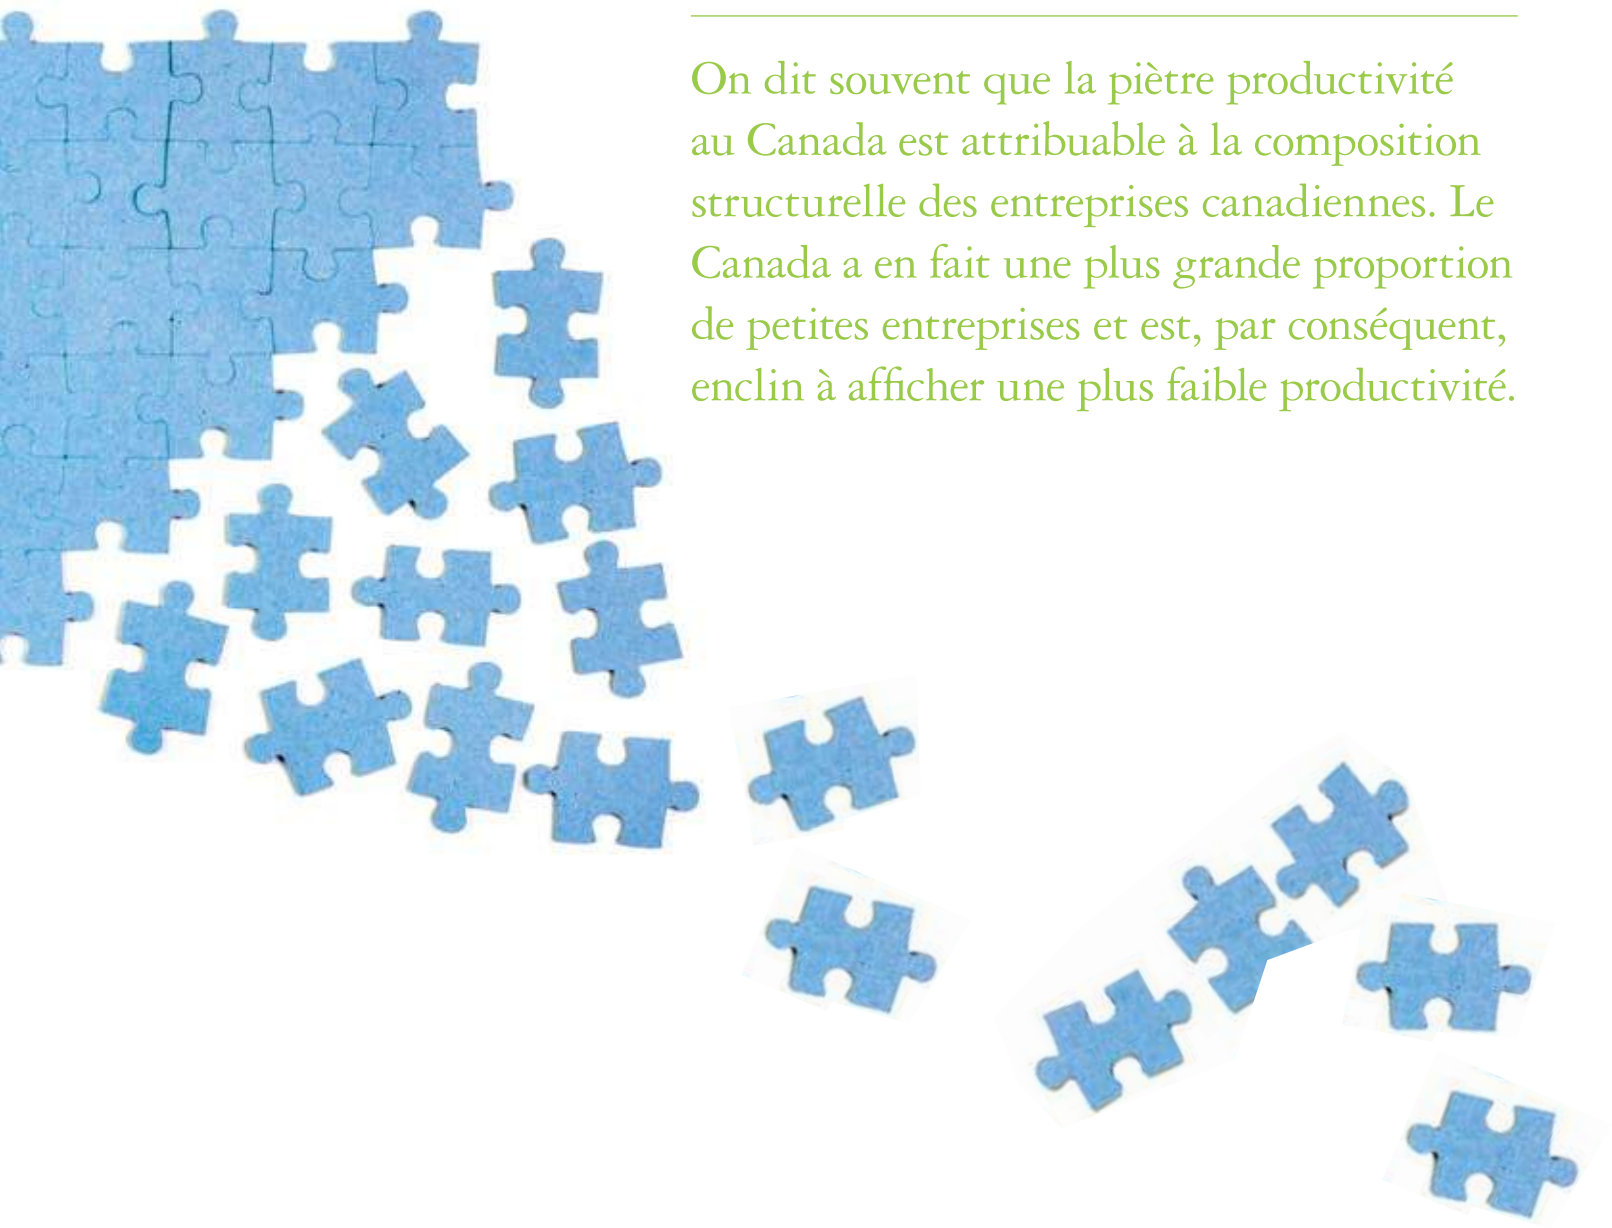 On dit souvent que la piètre productivité
au Canada est attribuable à la composition
structurelle des entreprises canadiennes. Le
Canada a en fait une plus grande proportion
de petites entreprises et est, par conséquent,
enclin à afficher une plus faible productivité.